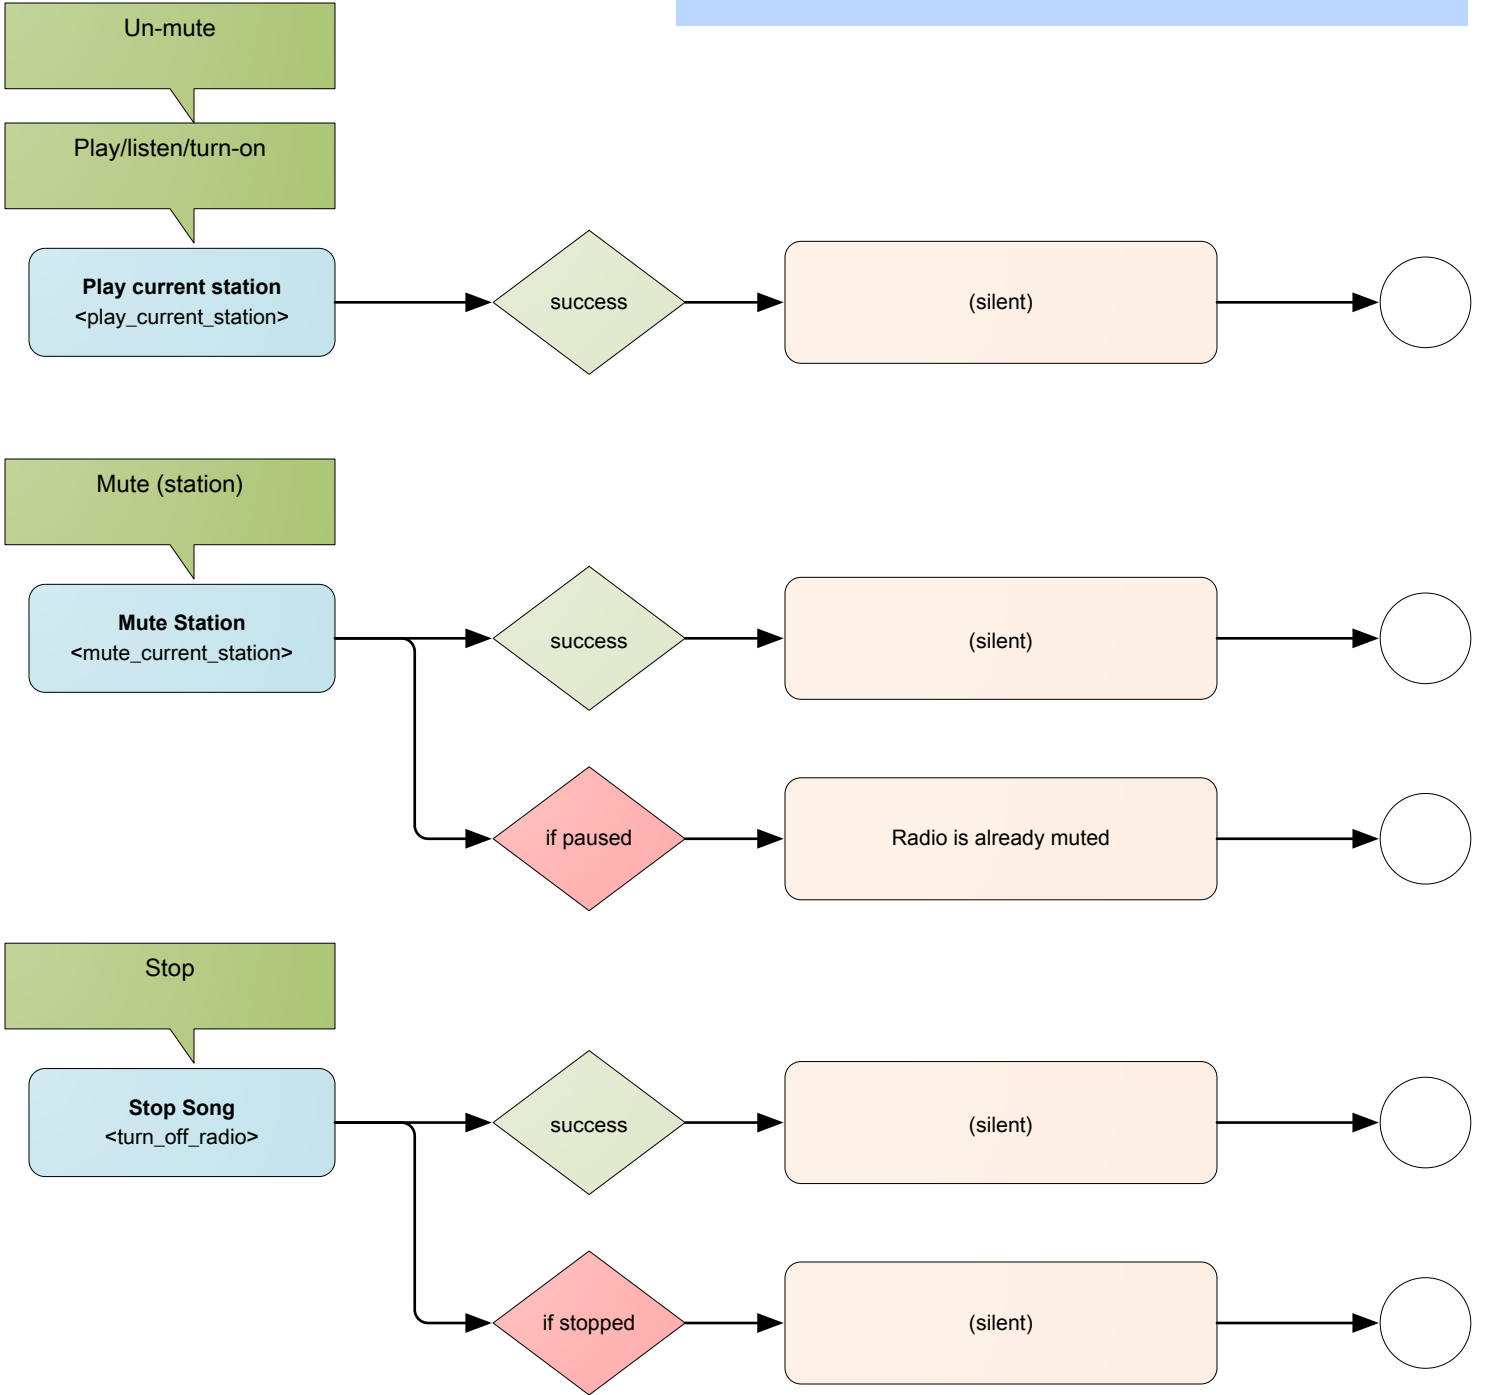 Un-mute
Play/listen/turn-on
Play current station
<play_current_station>
success
(silent)
Mute (station)
Mute Station
<mute_current_station>
success
(silent)
if paused
Radio is already muted
Stop
Stop Song
<turn_off_radio>
success
(silent)
if stopped
(silent)